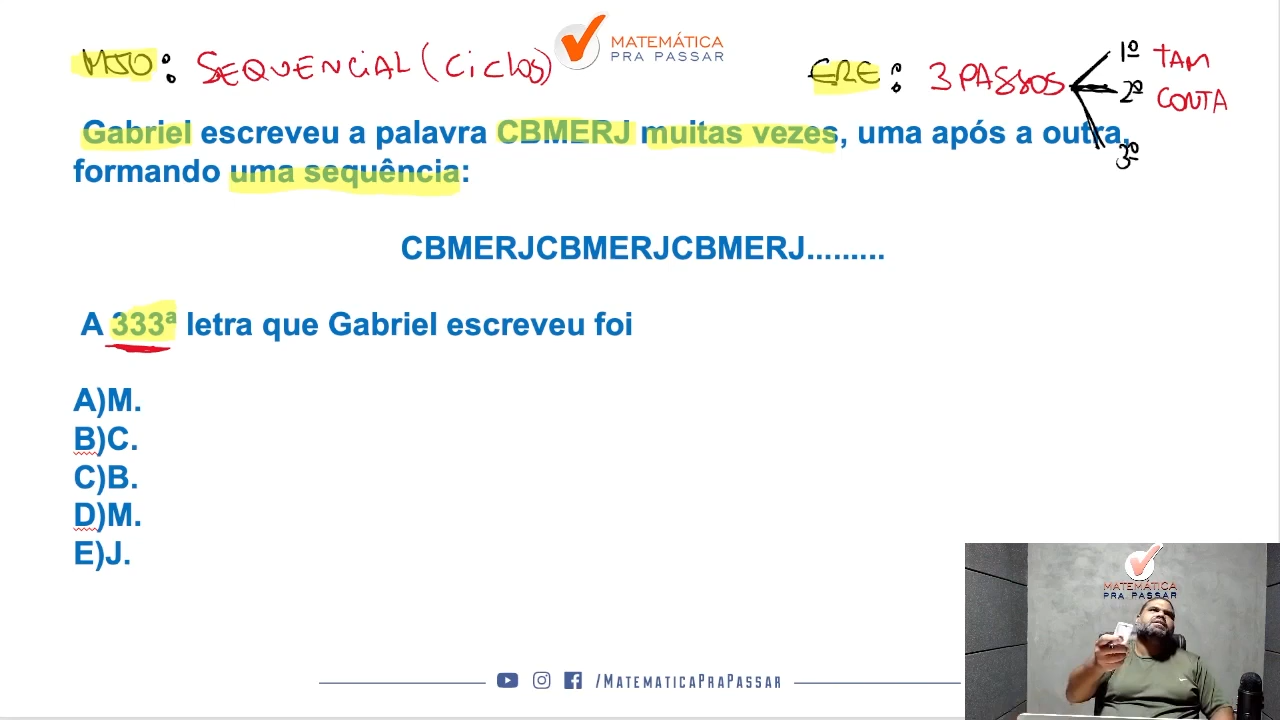 MJO: SEQUENCIAL (CICLOS)
MATEMÁTICA
PRA PASSAR
ERE: 3 PASSOS
1º TAM
2º CONTA
3º
Gabriel escreveu a palavra CBMERJ muitas vezes, uma após a outra,
formando uma sequência:
CBMERJCBMERJCBMERJ.........
A 333ª letra que Gabriel escreveu foi
A)M.
B)C.
C)B.
D)M.
E)J.
MATEMÁTICA
PRA PASSAR
/MATEMATICAPRAPASSAR